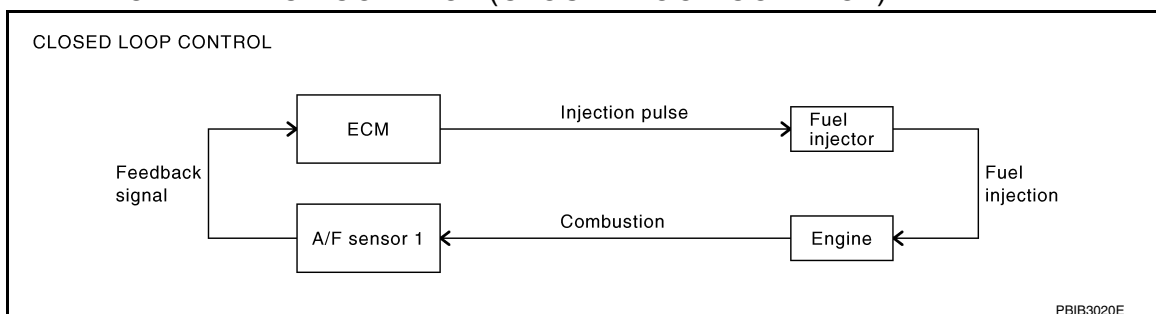 CLOSED LOOP CONTROL
ECM
Injection pulse
Fuel
injector
Feedback
signal
Fuel
injection
A/F sensor 1
Combustion
Engine
PBIB3020E